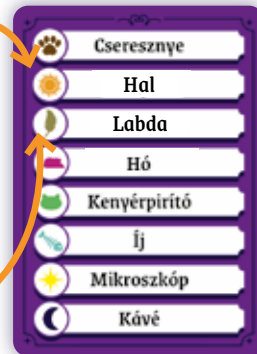 Cseresznye
Hal
Labda
Hó
Kenyérpirító
Íj
Mikroszkóp
Kávé